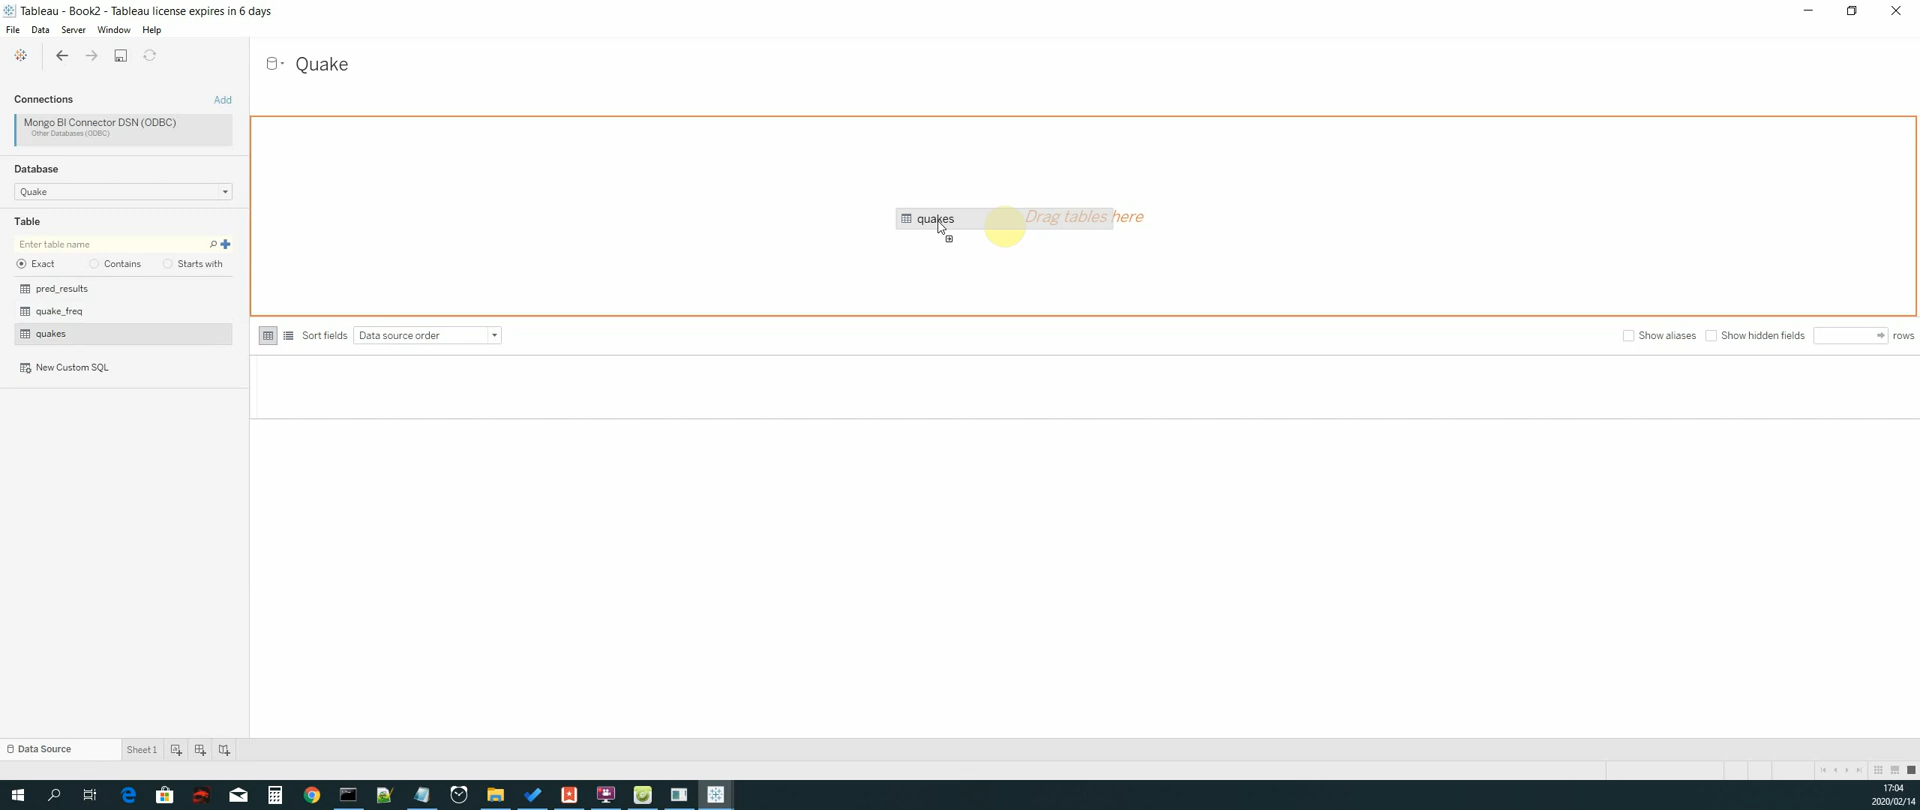 Tableau - Book2 - Tableau license expires in 6 days
File Data Server Window Help
Connections Add
Mongo BI Connector DSN (ODBC)
Other Databases (ODBC)
Database
Quake
Table
Enter table name
Exact Contains Starts with
pred_results
quake_freq
quakes
New Custom SQL
Quake
quakes Drag tables here
Sort fields Data source order Show aliases Show hidden fields rows
Data Source Sheet 1
17:04
2020/02/14